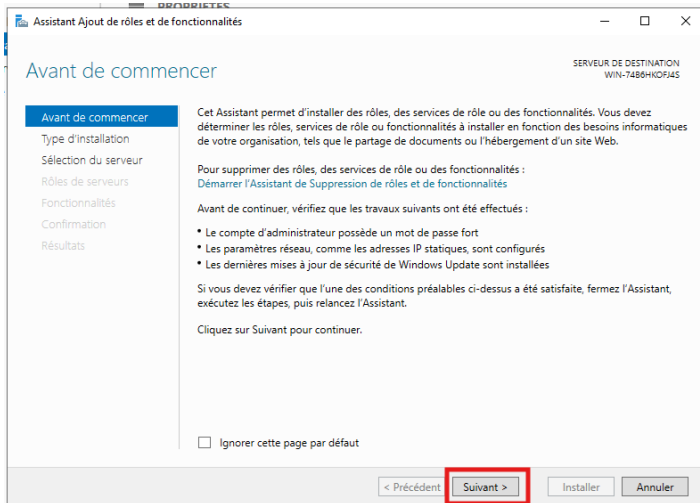 PROPRIÉTÉS
Assistant Ajout de rôles et de fonctionnalités
Avant de commencer
SERVEUR DE DESTINATION
WIN-74B6HKOFJ4S
Avant de commencer
Type d'installation
Sélection du serveur
Rôles de serveurs
Fonctionnalités
Confirmation
Résultats
Cet Assistant permet d'installer des rôles, des services de rôle ou des fonctionnalités. Vous devez
déterminer les rôles, services de rôle ou fonctionnalités à installer en fonction des besoins informatiques
de votre organisation, tels que le partage de documents ou l'hébergement d'un site Web.
Pour supprimer des rôles, des services de rôle ou des fonctionnalités :
Démarrer l'Assistant de Suppression de rôles et de fonctionnalités
Avant de continuer, vérifiez que les travaux suivants ont été effectués :
• Le compte d'administrateur possède un mot de passe fort
• Les paramètres réseau, comme les adresses IP statiques, sont configurés
• Les dernières mises à jour de sécurité de Windows Update sont installées
Si vous devez vérifier que l'une des conditions préalables ci-dessus a été satisfaite, fermez l'Assistant,
exécutez les étapes, puis relancez l'Assistant.
Cliquez sur Suivant pour continuer.
Ignorer cette page par défaut
< Précédent
Suivant >
Installer
Annuler